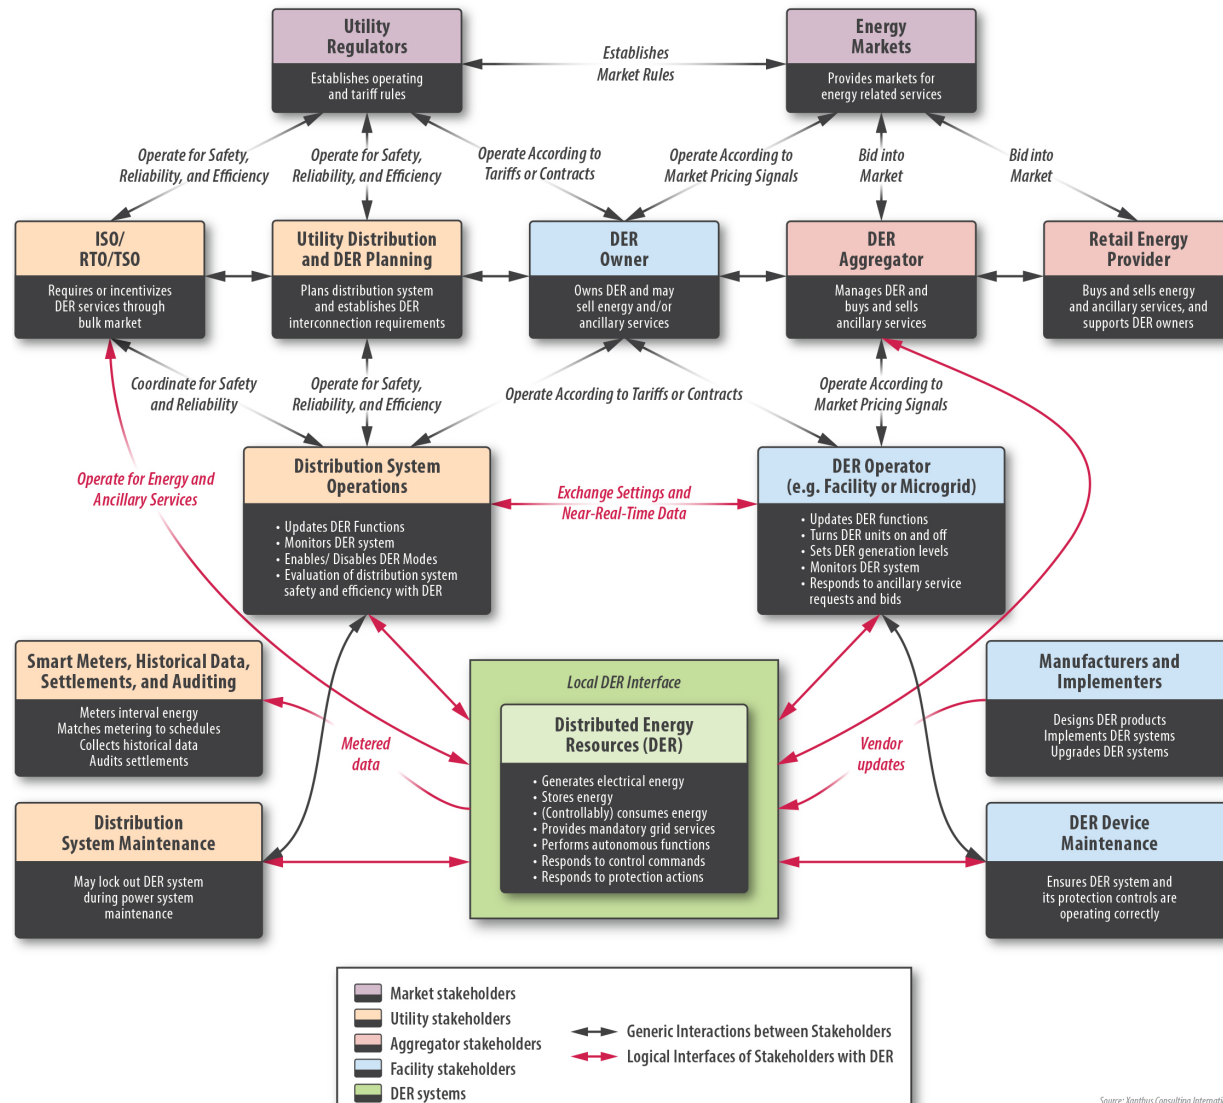 Utility
Regulators
Establishes operating
and tariff rules
Establishes
Market Rules
Energy
Markets
Provides markets for
energy related services
Operate for Safety,
Reliability, and Efficiency
Operate for Safety,
Reliability, and Efficiency
Operate According to
Tariffs or Contracts
Operate According to
Market Pricing Signals
Bid into
Market
Bid into
Market
ISO/
RTO/TSO
Requires or incentivizes
DER services through
bulk market
Utility Distribution
and DER Planning
Plans distribution system
and establishes DER
interconnection requirements
DER
Owner
Owns DER and may
sell energy and/or
ancillary services
DER
Aggregator
Manages DER and
buys and sells
ancillary services
Retail Energy
Provider
Buys and sells energy
and ancillary services, and
supports DER owners
Coordinate for Safety
and Reliability
Operate for Safety,
Reliability, and Efficiency
Operate According to Tariffs or Contracts
Operate According to
Market Pricing Signals
Operate for Energy and
Ancillary Services
Distribution System
Operations
• Updates DER Functions
• Monitors DER system
• Enables/ Disables DER Modes
• Evaluation of distribution system
safety and efficiency with DER
Exchange Settings and
Near-Real-Time Data
DER Operator
(e.g. Facility or Microgrid)
• Updates DER functions
• Turns DER units on and off
• Sets DER generation levels
• Monitors DER system
• Responds to ancillary service
requests and bids
Smart Meters, Historical Data,
Settlements, and Auditing
Meters interval energy
Matches metering to schedules
Collects historical data
Audits settlements
Metered
data
Local DER Interface
Distributed Energy
Resources (DER)
• Generates electrical energy
• Stores energy
• (Controllably) consumes energy
• Provides mandatory grid services
• Performs autonomous functions
• Responds to control commands
• Responds to protection actions
Vendor
updates
Manufacturers and
Implementers
Designs DER products
Implements DER systems
Upgrades DER systems
Distribution
System Maintenance
May lock out DER system
during power system
maintenance
DER Device
Maintenance
Ensures DER system and
its protection controls are
operating correctly
Market stakeholders
Utility stakeholders
Aggregator stakeholders
Facility stakeholders
DER systems
Generic Interactions between Stakeholders
Logical Interfaces of Stakeholders with DER
Source: Xanthus Consulting